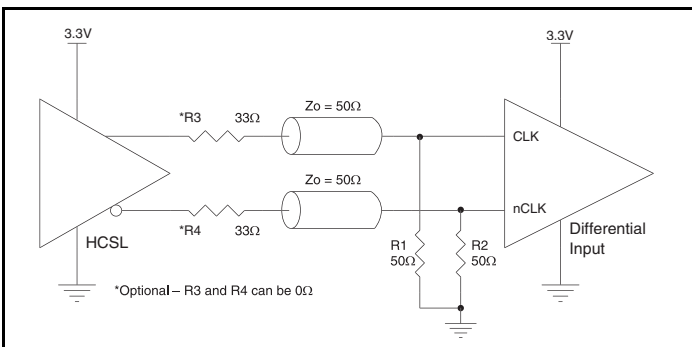 3.3V
3.3V
*R3 33Ω
Zo = 50Ω
CLK
Zo = 50Ω
nCLK
*R4 33Ω
HCSL
R1
50Ω
R2
50Ω
Differential
Input
*Optional – R3 and R4 can be 0Ω